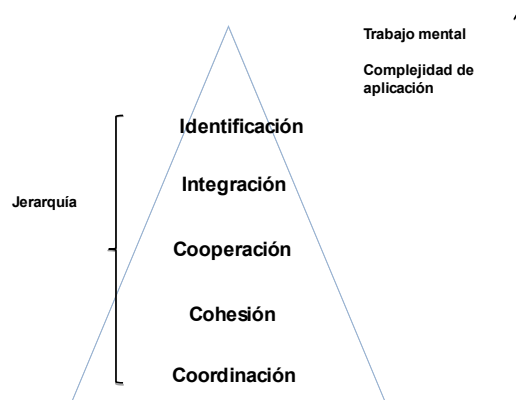 Trabajo mental
Complejidad de
aplicación
Identificación
Integración
Jerarquía
Cooperación
Cohesión
Coordinación